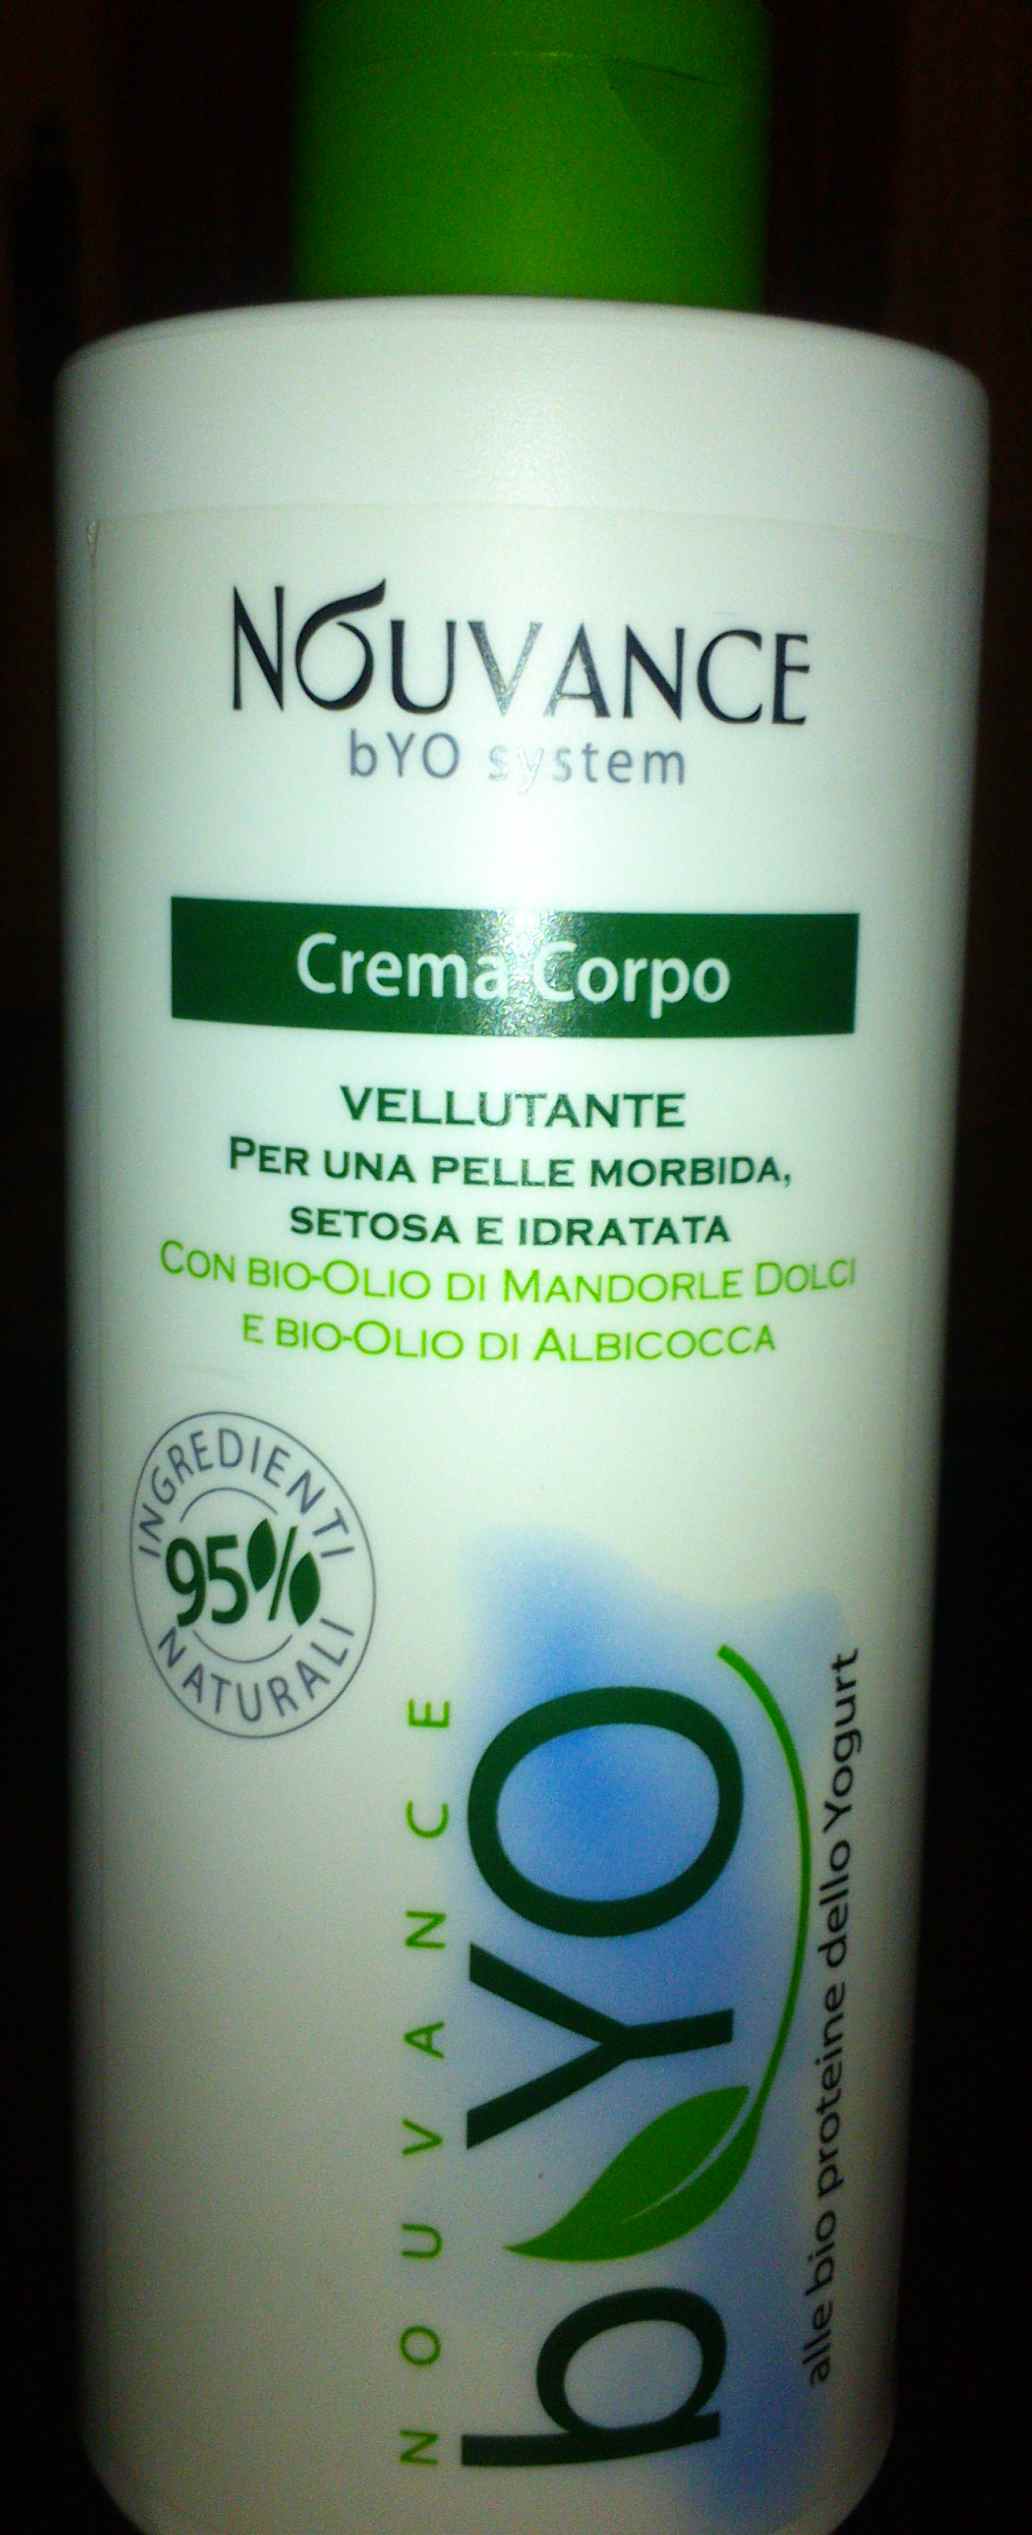 NOUVANCE
bYO system
Crema Corpo
VELLUTANTE
PER UNA PELLE MORBIDA,
SETOSA E IDRATATA
CON BIO-OLIO DI MANDORLE DOLCI
E BIO-OLIO DI ALBICOCCA
INGREDIENTI
95%
NATURALI
NOUVANCE
bYO
alle bio proteine dello Yogurt